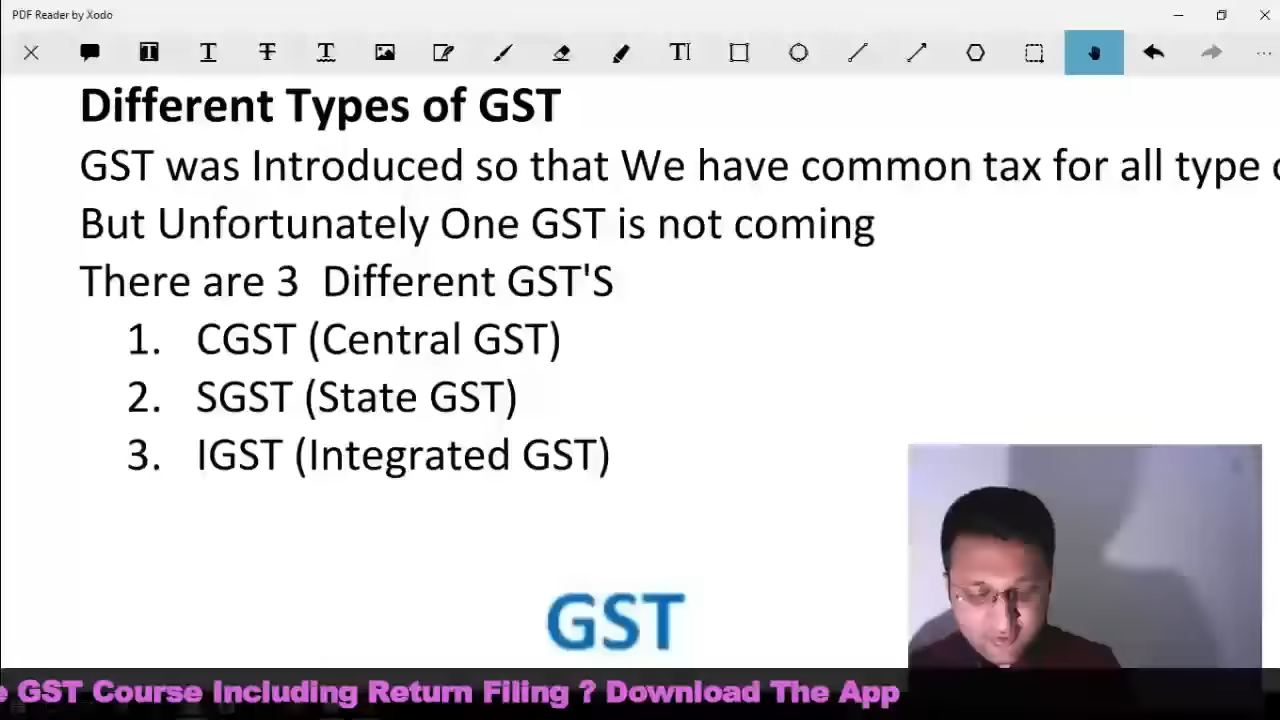 PDF Reader by Xodo
Different Types of GST
GST was Introduced so that We have common tax for all type
But Unfortunately One GST is not coming
There are 3 Different GST'S
1. CGST (Central GST)
2. SGST (State GST)
3. IGST (Integrated GST)
GST
GST Course Including Return Filing ? Download The App